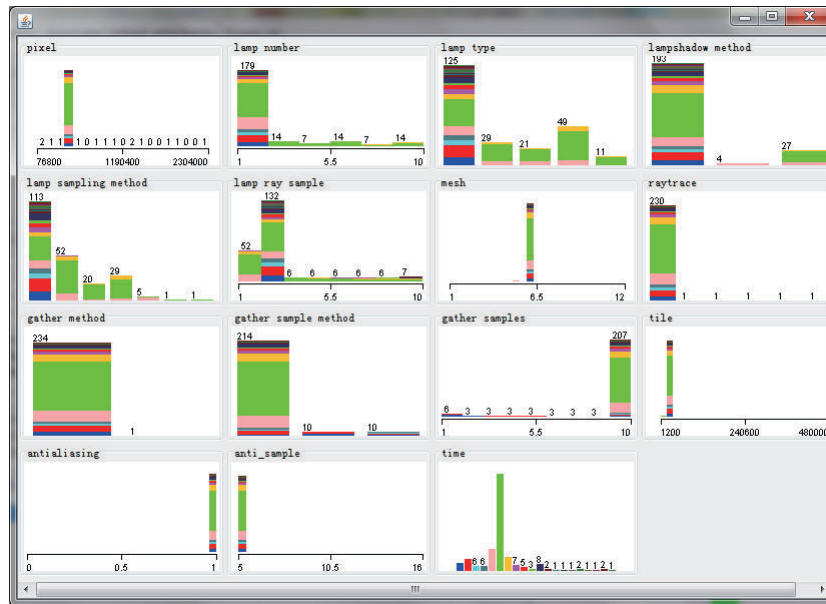 pixel
2 1 1 1 0 1 1 1 0 2 1 0 0 1 1 0 0 1
76800 1190400 2304000
lamp number
179
14 7 14 7 14
1 5.5 10
lamp type
125
29 21 49 11
lampshadow method
193
4 27
lamp sampling method
113
52 20 29 5 1 1
lamp ray sample
52 132 6 6 6 6 6 7
1 5.5 10
mesh
1 6.5 12
raytrace
230
1 1 1 1 1
gather method
234
1
gather sample method
214
10 10
gather samples
207
6 3 3 3 3 3 3 3
1 5.5 10
tile
1200 240600 480000
antialiasing
0 0.5 1
anti_sample
5 10.5 16
time
6 6 7 5 3 8 2 1 1 1 2 1 1 2 1